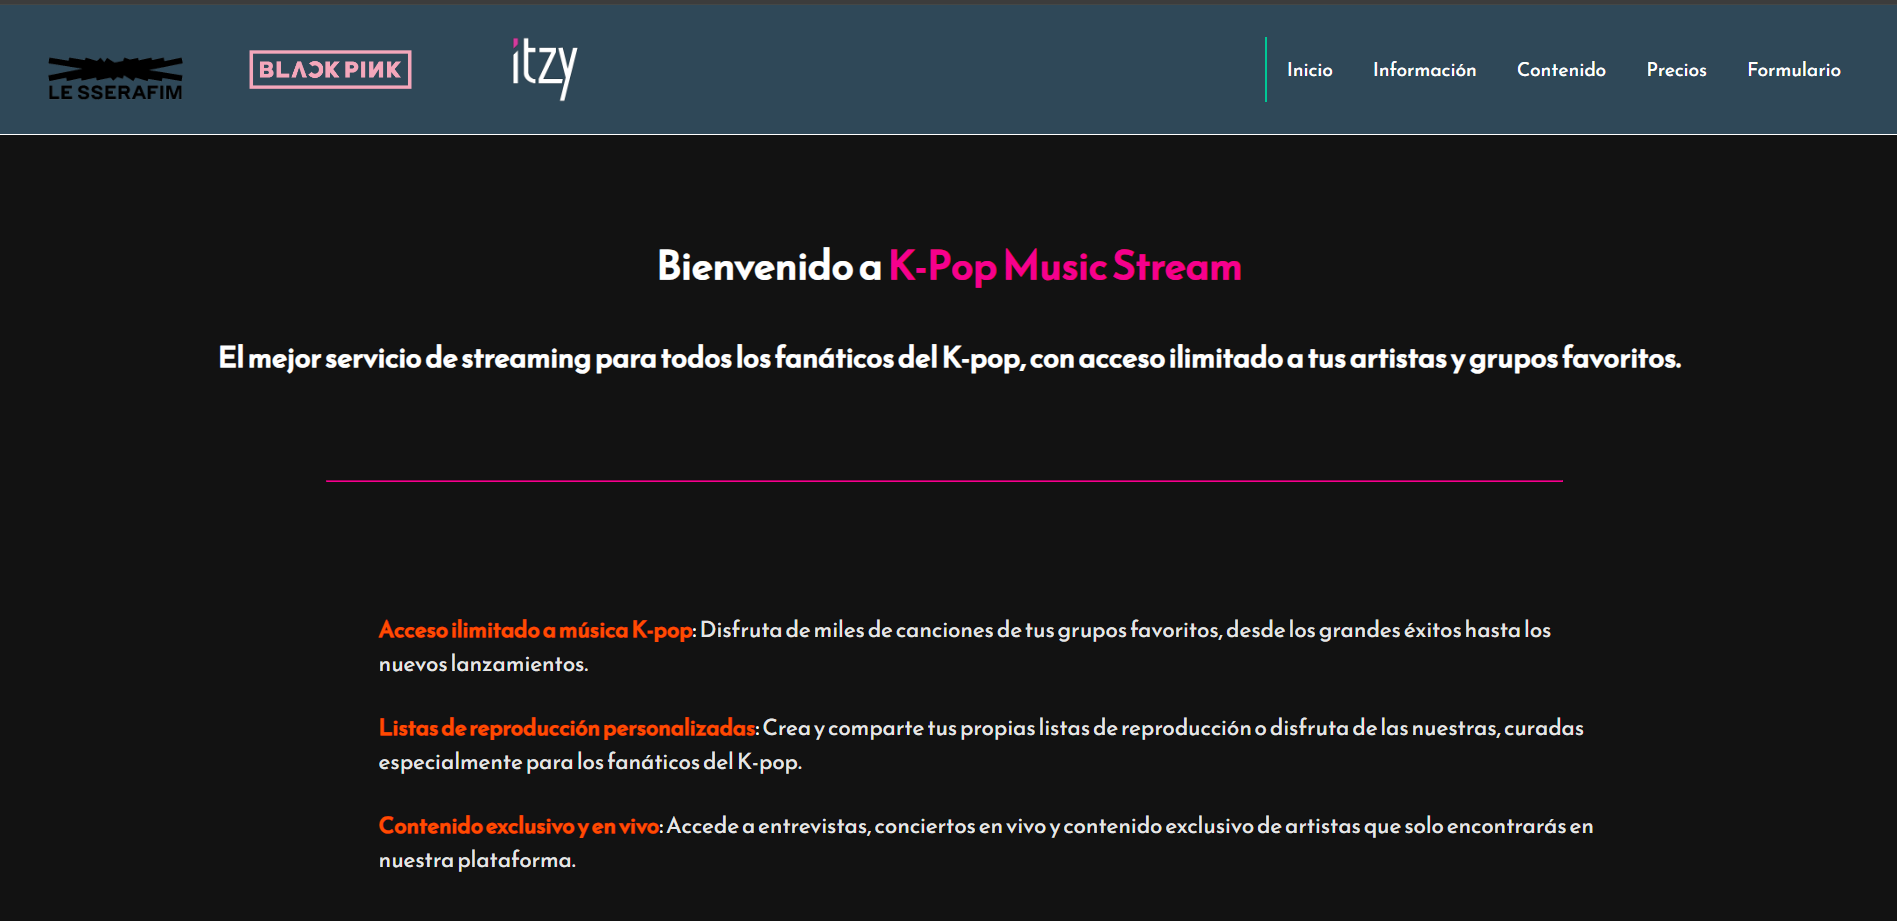 LE SSERAFIM
BLACKPINK
itzy
Inicio Información Contenido Precios Formulario
Bienvenido a K-Pop Music Stream
El mejor servicio de streaming para todos los fanáticos del K-pop, con acceso ilimitado a tus artistas y grupos favoritos.
Acceso ilimitado a música K-pop: Disfruta de miles de canciones de tus grupos favoritos, desde los grandes éxitos hasta los
nuevos lanzamientos.
Listas de reproducción personalizadas: Crea y comparte tus propias listas de reproducción o disfruta de las nuestras, curadas
especialmente para los fanáticos del K-pop.
Contenido exclusivo y en vivo: Accede a entrevistas, conciertos en vivo y contenido exclusivo de artistas que solo encontrarás en
nuestra plataforma.